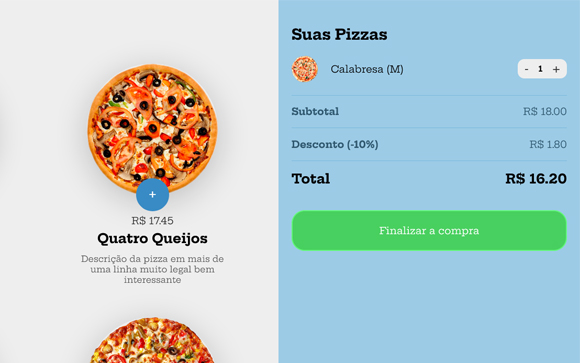 +
R$ 17.45
Quatro Queijos
Descrição da pizza em mais de
uma linha muito legal bem
interessante
Suas Pizzas
Calabresa (M)
- 1 +
Subtotal R$ 18.00
Desconto (-10%) R$ 1.80
Total R$ 16.20
Finalizar a compra